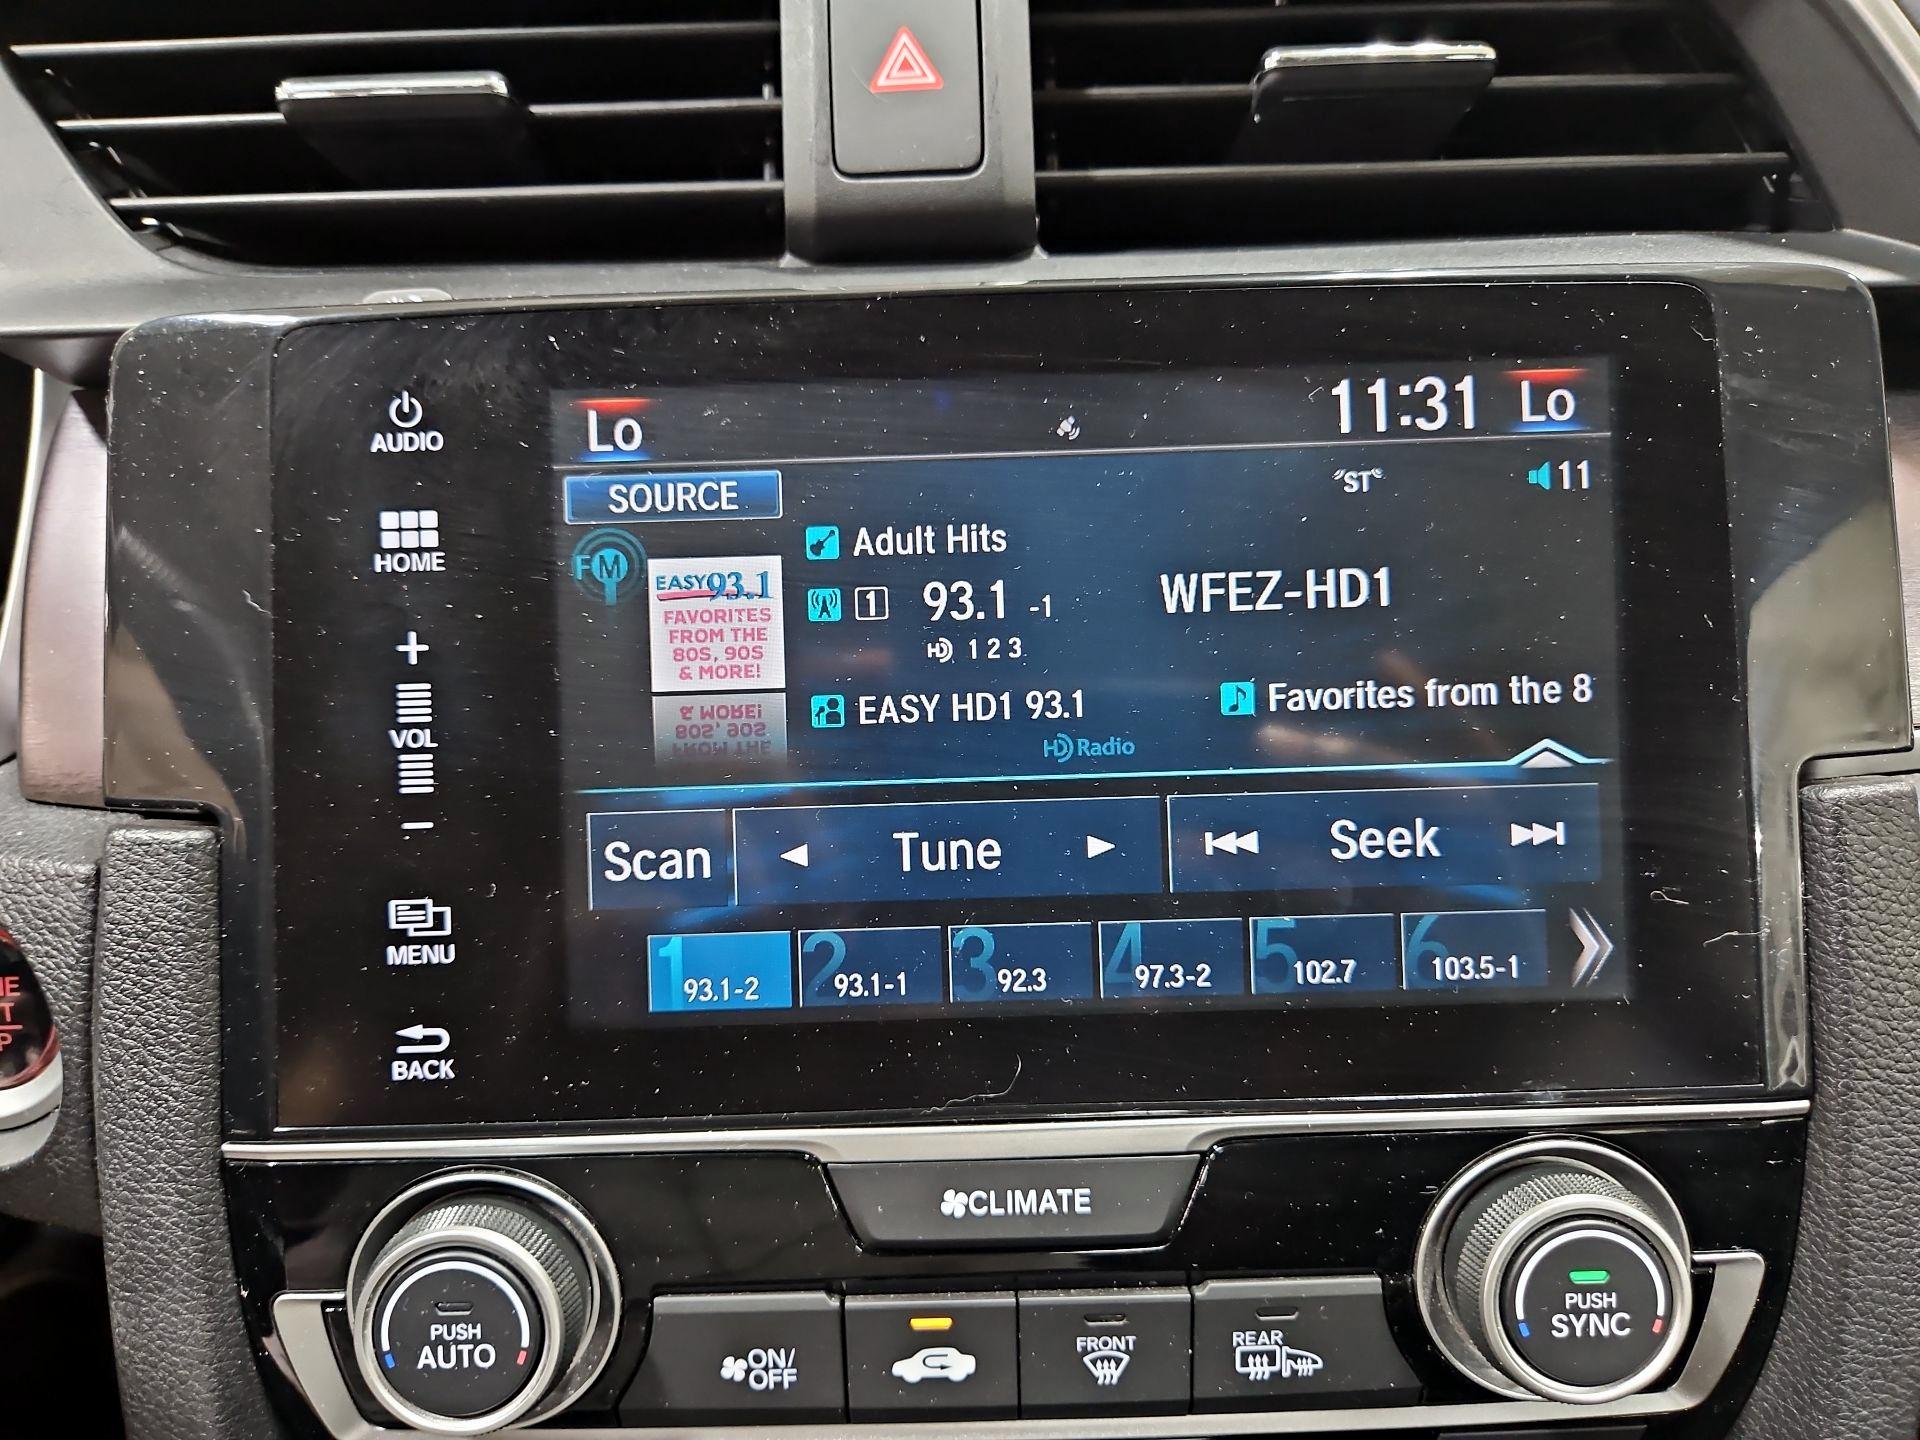 AUDIO
HOME
+
VOL
−
MENU
BACK
Lo
11:31
Lo
SOURCE
"ST"
11
FM
EASY93.1
FAVORITES
FROM THE
80S, 90S
& MORE!
Adult Hits
1 93.1 -1
WFEZ-HD1
HD 1 2 3
EASY HD1 93.1
Favorites from the 8
HD Radio
Scan
Tune
Seek
1 93.1-2
2 93.1-1
3 92.3
4 97.3-2
5 102.7
6 103.5-1
CLIMATE
PUSH
AUTO
ON/
OFF
FRONT
REAR
PUSH
SYNC